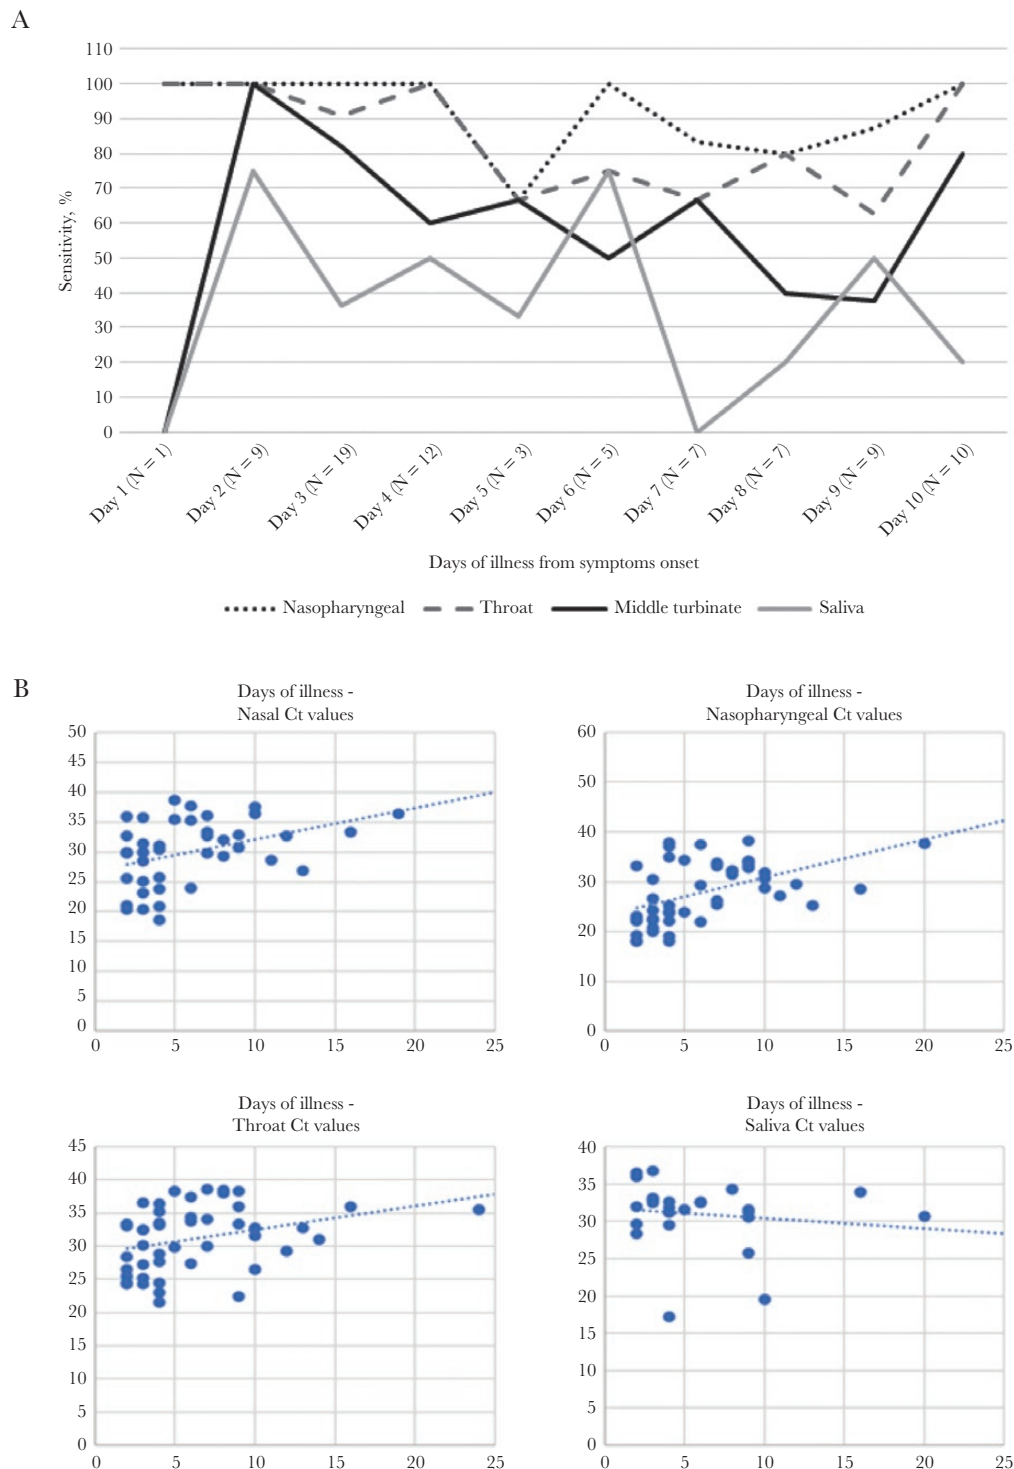 A
110
100
90
80
70
60
50
40
30
20
10
0
Sensitivity, %
Day 1 (N = 1)
Day 2 (N = 9)
Day 3 (N = 19)
Day 4 (N = 12)
Day 5 (N = 3)
Day 6 (N = 5)
Day 7 (N = 7)
Day 8 (N = 7)
Day 9 (N = 9)
Day 10 (N = 10)
Days of illness from symptoms onset
Nasopharyngeal Throat Middle turbinate Saliva
B
Days of illness -
Nasal Ct values
50
45
40
35
30
25
20
15
10
5
0
0 5 10 15 20 25
Days of illness -
Nasopharyngeal Ct values
60
50
40
30
20
10
0
0 5 10 15 20 25
Days of illness -
Throat Ct values
45
40
35
30
25
20
15
10
5
0
0 5 10 15 20 25
Days of illness -
Saliva Ct values
40
35
30
25
20
15
10
5
0
0 5 10 15 20 25